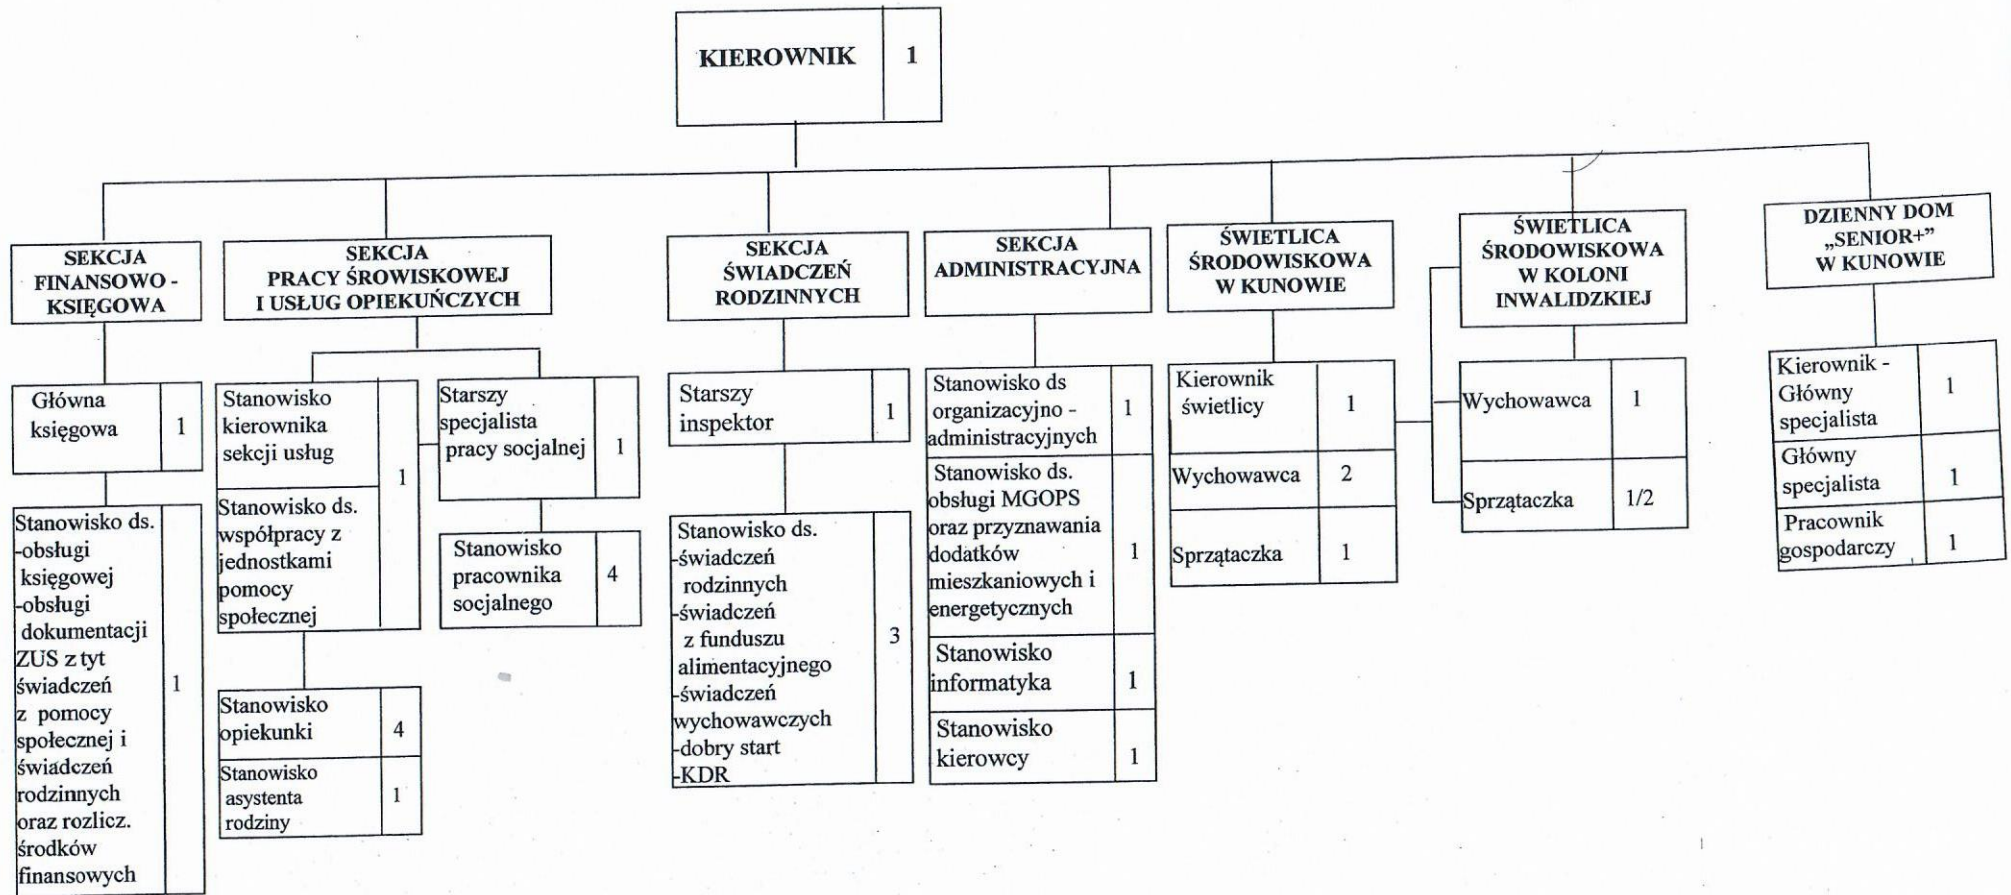 KIEROWNIK 1
SEKCJA
FINANSOWO -
KSIĘGOWA
Główna
księgowa 1
Stanowisko ds.
-obsługi
księgowej
-obsługi
dokumentacji
ZUS z tyt
świadczeń
z pomocy
społecznej i
świadczeń
rodzinnych
oraz rozlicz.
środków
finansowych
1
SEKCJA
PRACY ŚROWISKOWEJ
I USŁUG OPIEKUŃCZYCH
Stanowisko
kierownika
sekcji usług
Stanowisko ds.
współpracy z
jednostkami
pomocy
społecznej
1
Stanowisko
opiekunki 4
Stanowisko
asystenta 1
rodziny
Starszy
specjalista
pracy socjalnej 1
Stanowisko
pracownika 4
socjalnego
SEKCJA
ŚWIADCZEŃ
RODZINNYCH
Starszy
inspektor 1
Stanowisko ds.
-świadczeń
rodzinnych
-świadczeń
z funduszu
alimentacyjnego
-świadczeń
wychowawczych
-dobry start
-KDR
3
SEKCJA
ADMINISTRACYJNA
Stanowisko ds
organizacyjno - 1
administracyjnych
Stanowisko ds.
obsługi MGOPS
oraz przyznawania
dodatków 1
mieszkaniowych i
energetycznych
Stanowisko
informatyka 1
Stanowisko
kierowcy 1
ŚWIETLICA
ŚRODOWISKOWA
W KUNOWIE
Kierownik
świetlicy 1
Wychowawca 2
Sprzątaczka 1
ŚWIETLICA
ŚRODOWISKOWA
W KOLONI
INWALIDZKIEJ
Wychowawca 1
Sprzątaczka 1/2
DZIENNY DOM
„SENIOR+”
W KUNOWIE
Kierownik -
Główny 1
specjalista
Główny
specjalista 1
Pracownik
gospodarczy 1